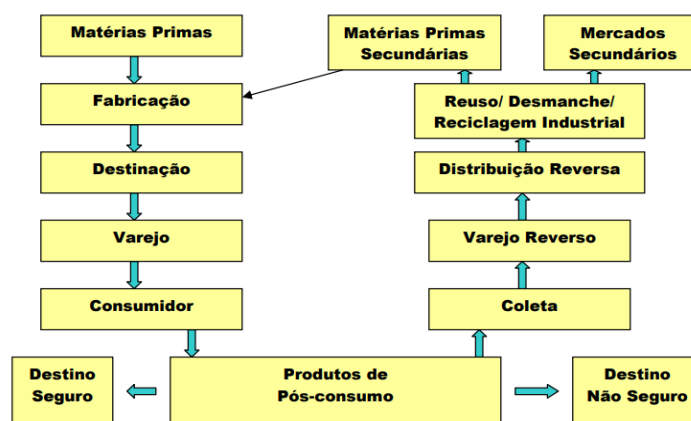 Matérias Primas
Matérias Primas
Secundárias
Mercados
Secundários
Fabricação
Reuso/ Desmanche/
Reciclagem Industrial
Destinação
Distribuição Reversa
Varejo
Varejo Reverso
Consumidor
Coleta
Destino
Seguro
Produtos de
Pós-consumo
Destino
Não Seguro